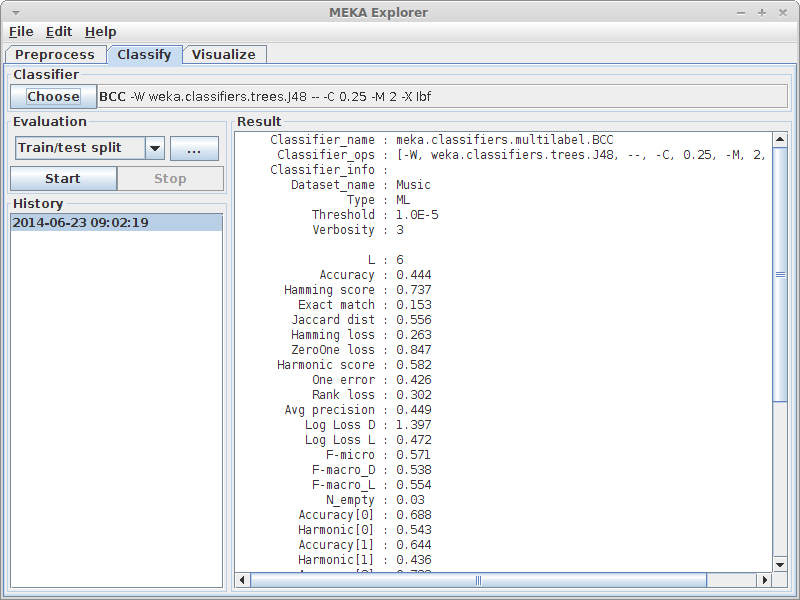 MEKA Explorer
File Edit Help
Preprocess Classify Visualize
Classifier
Choose BCC -W weka.classifiers.trees.J48 -- -C 0.25 -M 2 -X Ibf
Evaluation
Train/test split ...
Start Stop
History
2014-06-23 09:02:19
Result
Classifier_name : meka.classifiers.multilabel.BCC
Classifier_ops : [-W, weka.classifiers.trees.J48, --, -C, 0.25, -M, 2,
Classifier_info :
Dataset_name : Music
Type : ML
Threshold : 1.0E-5
Verbosity : 3
L : 6
Accuracy : 0.444
Hamming score : 0.737
Exact match : 0.153
Jaccard dist : 0.556
Hamming loss : 0.263
ZeroOne loss : 0.847
Harmonic score : 0.582
One error : 0.426
Rank loss : 0.302
Avg precision : 0.449
Log Loss D : 1.397
Log Loss L : 0.472
F-micro : 0.571
F-macro_D : 0.538
F-macro_L : 0.554
N_empty : 0.03
Accuracy[0] : 0.688
Harmonic[0] : 0.543
Accuracy[1] : 0.644
Harmonic[1] : 0.436